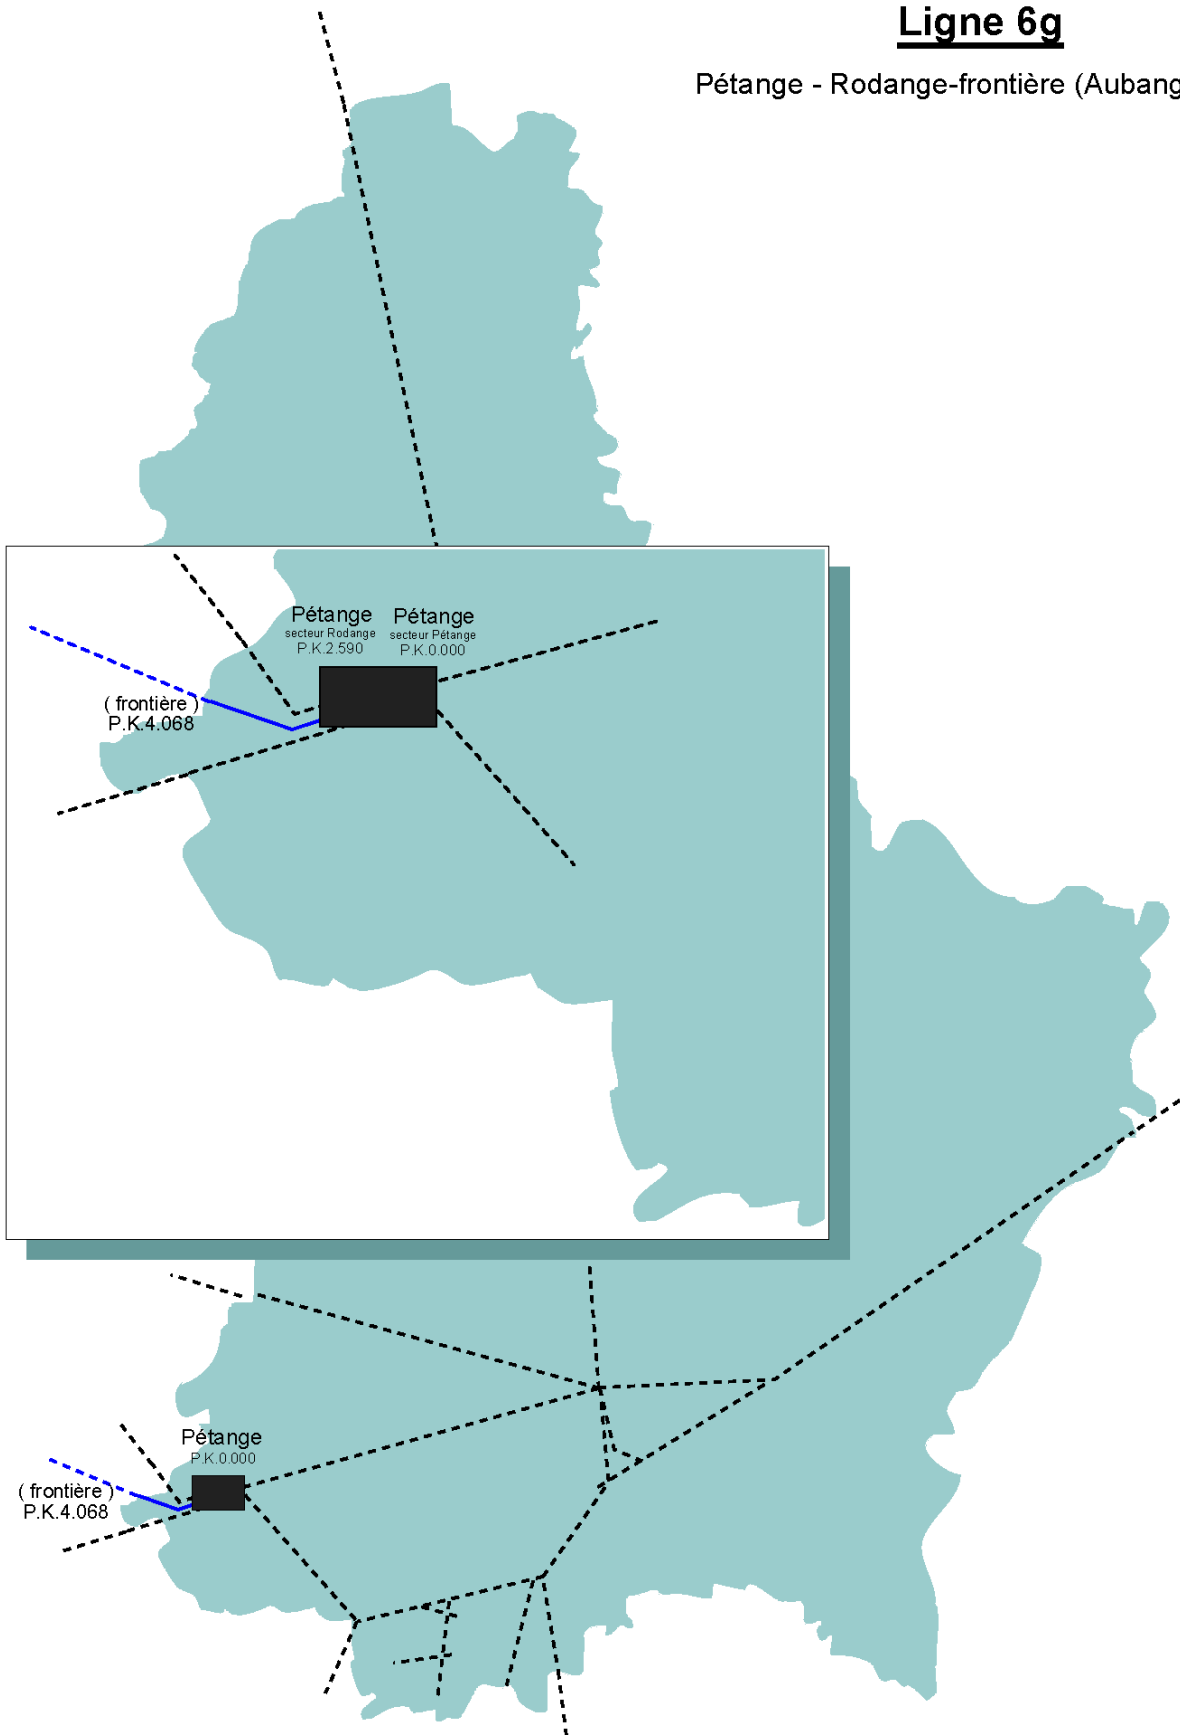 Ligne 6g
Pétange - Rodange-frontière (Aubang
Pétange
secteur Rodange
P.K.2.590
Pétange
secteur Pétange
P.K.0.000
( frontière )
P.K.4.068
Pétange
P.K.0.000
( frontière )
P.K.4.068